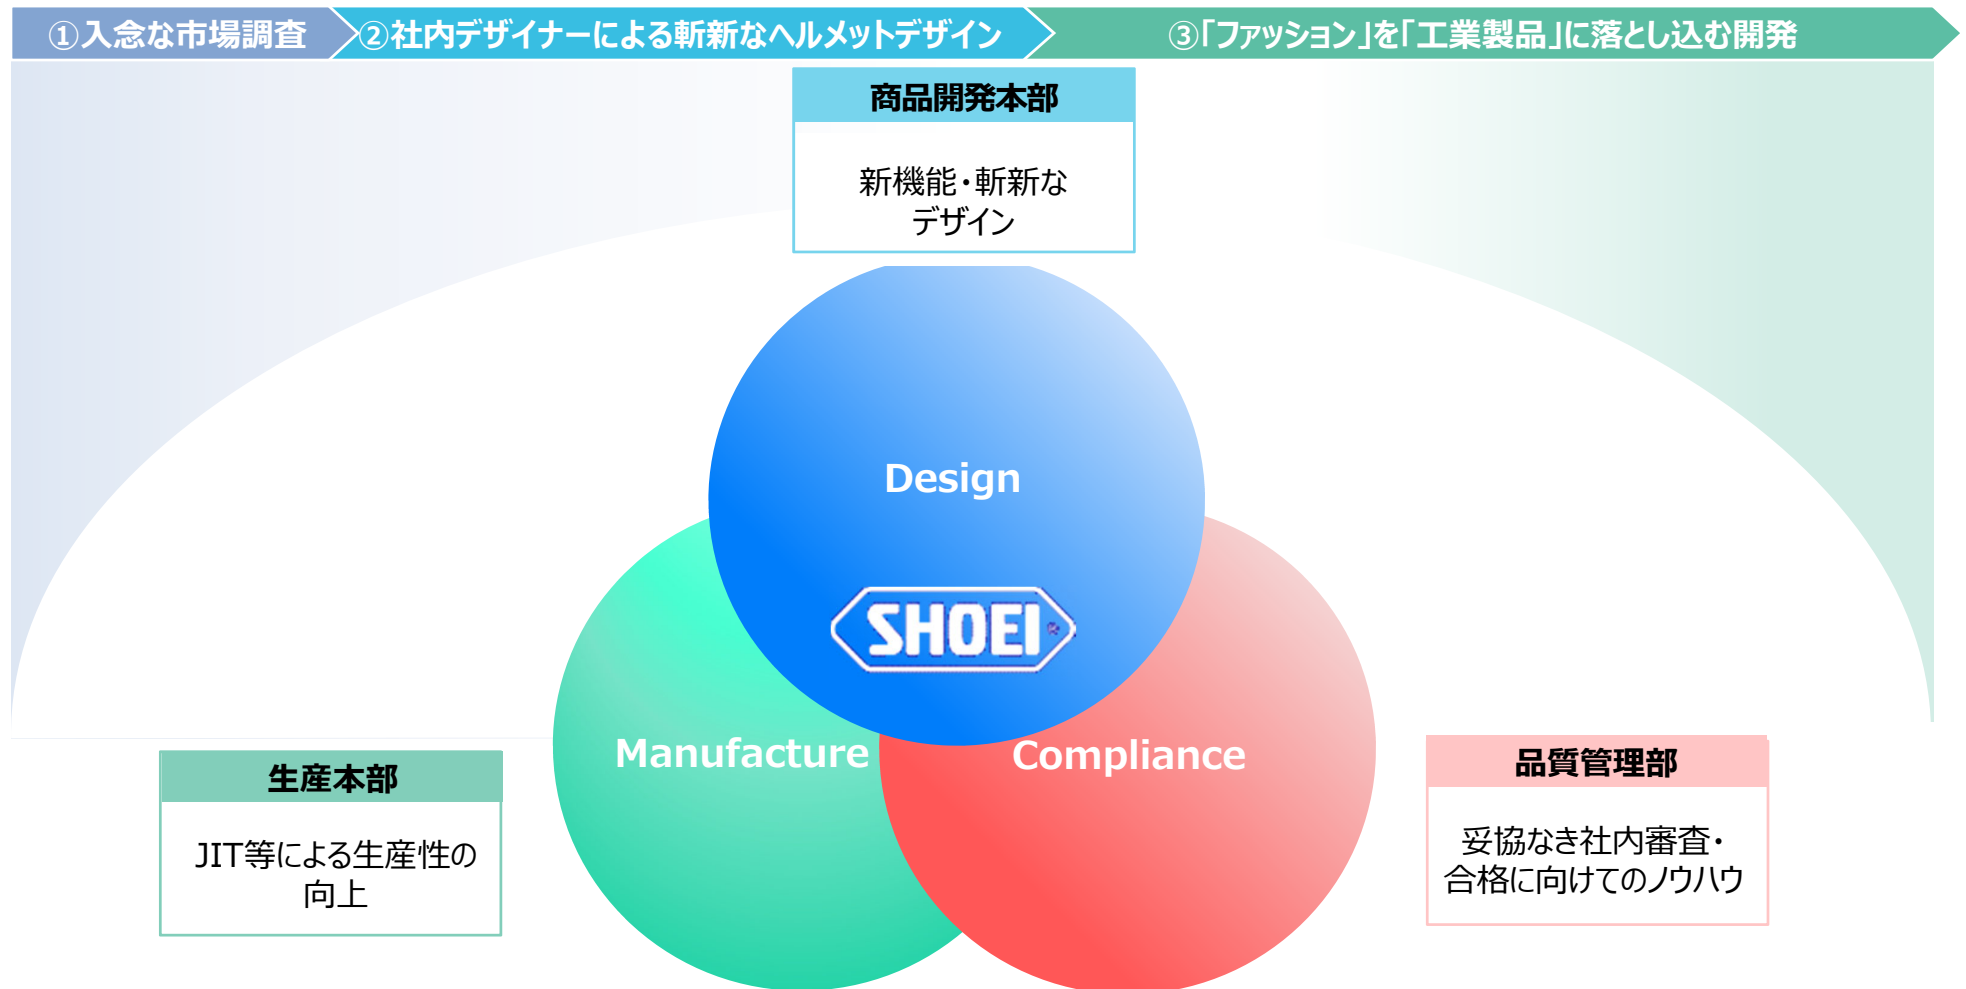 ①入念な市場調査
②社内デザイナーによる斬新なヘルメットデザイン
③「ファッション」を「工業製品」に落とし込む開発
商品開発本部
新機能・斬新な
デザイン
Design
SHOEI®
Manufacture
Compliance
生産本部
JIT等による生産性の
向上
品質管理部
妥協なき社内審査・
合格に向けてのノウハウ